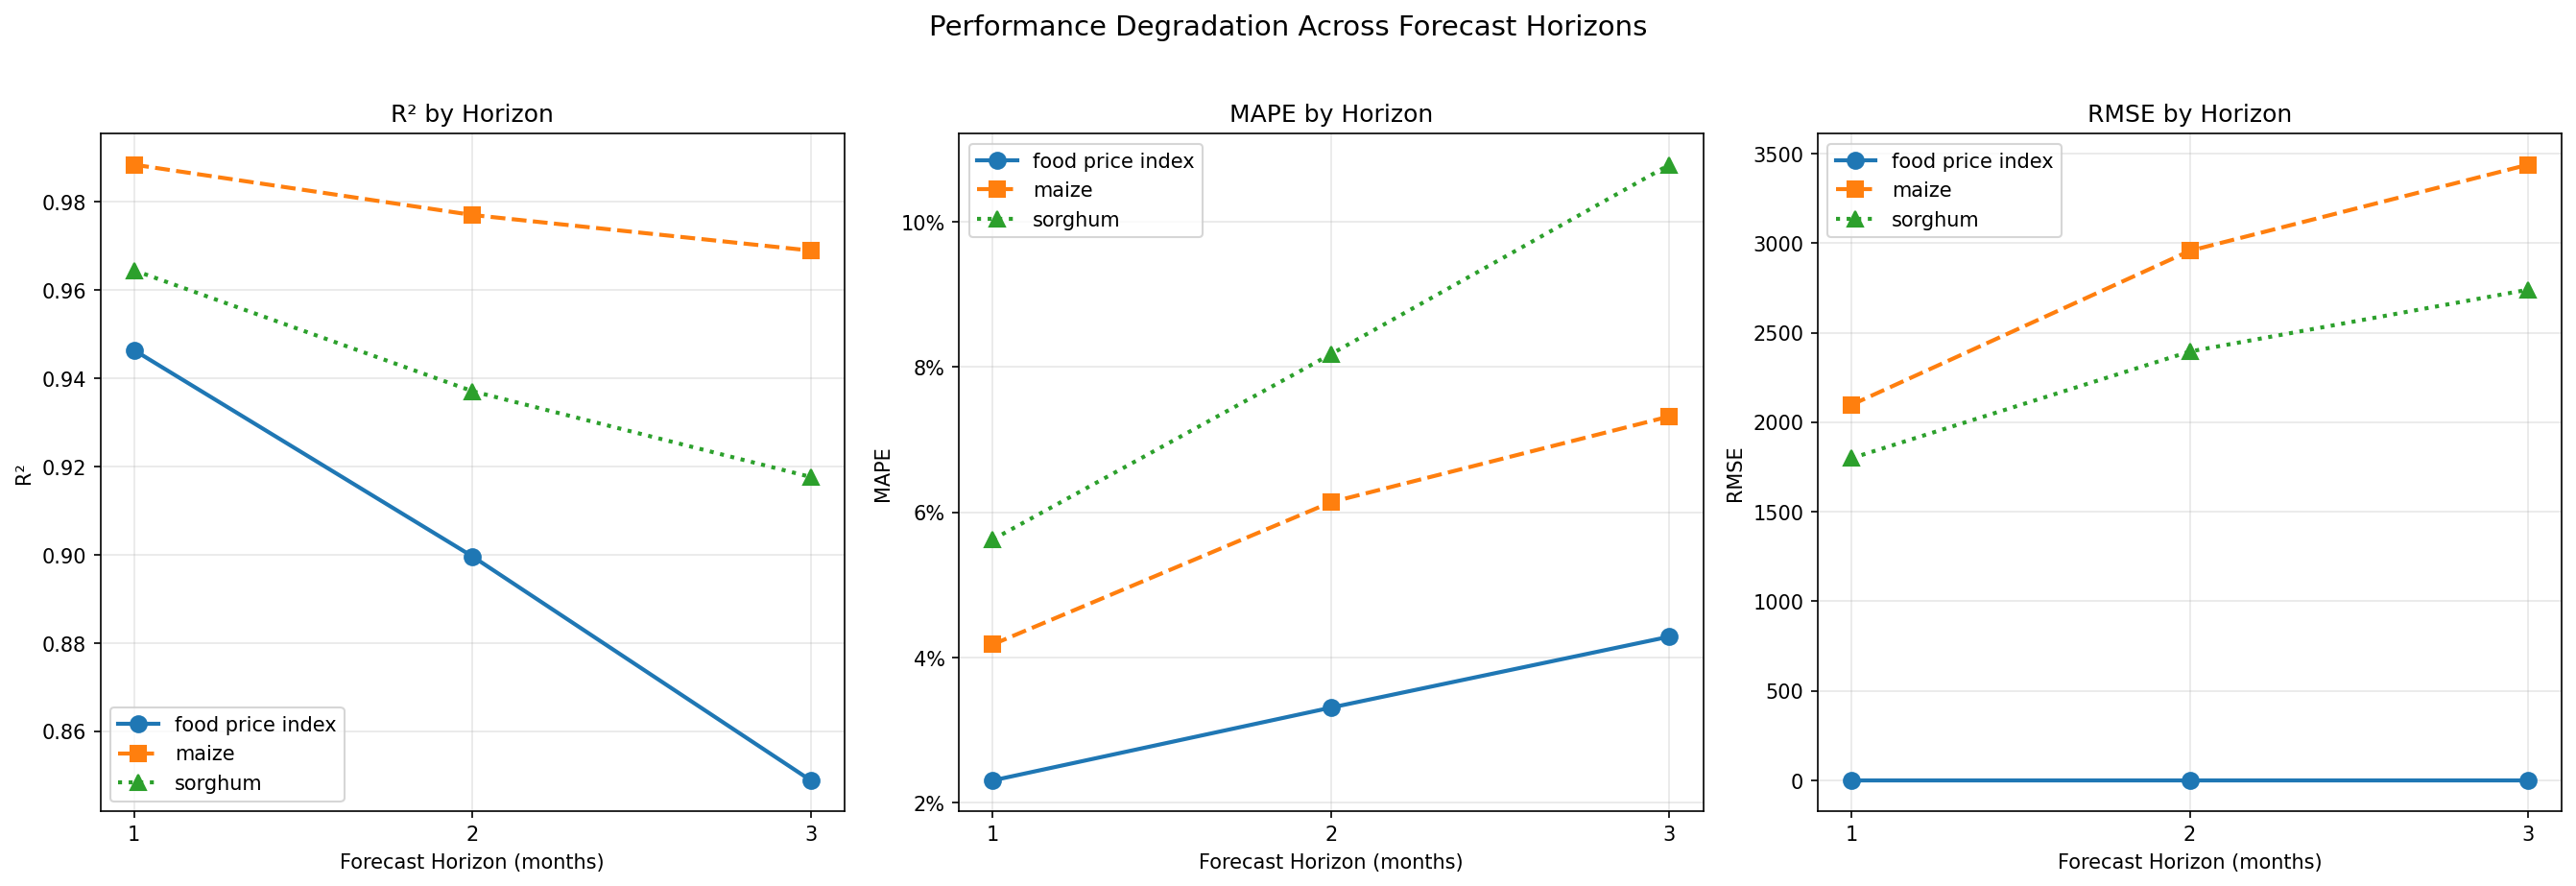 Performance Degradation Across Forecast Horizons
R² by Horizon
R²
0.98
0.96
0.94
0.92
0.90
0.88
0.86
food price index
maize
sorghum
1
2
3
Forecast Horizon (months)
MAPE by Horizon
food price index
maize
sorghum
MAPE
10%
8%
6%
4%
2%
1
2
3
Forecast Horizon (months)
RMSE by Horizon
food price index
maize
sorghum
RMSE
3500
3000
2500
2000
1500
1000
500
0
1
2
3
Forecast Horizon (months)